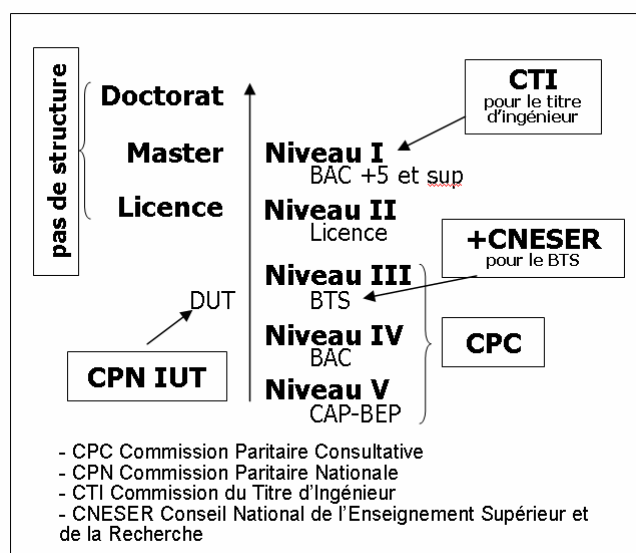 pas de structure
Doctorat
Master
Licence
DUT
CPN IUT
CTI
pour le titre
d'ingénieur
Niveau I
BAC +5 et sup
Niveau II
Licence
+CNESER
pour le BTS
Niveau III
BTS
Niveau IV
BAC
CPC
Niveau V
CAP-BEP
- CPC Commission Paritaire Consultative
- CPN Commission Paritaire Nationale
- CTI Commission du Titre d'Ingénieur
- CNESER Conseil National de l'Enseignement Supérieur et
de la Recherche